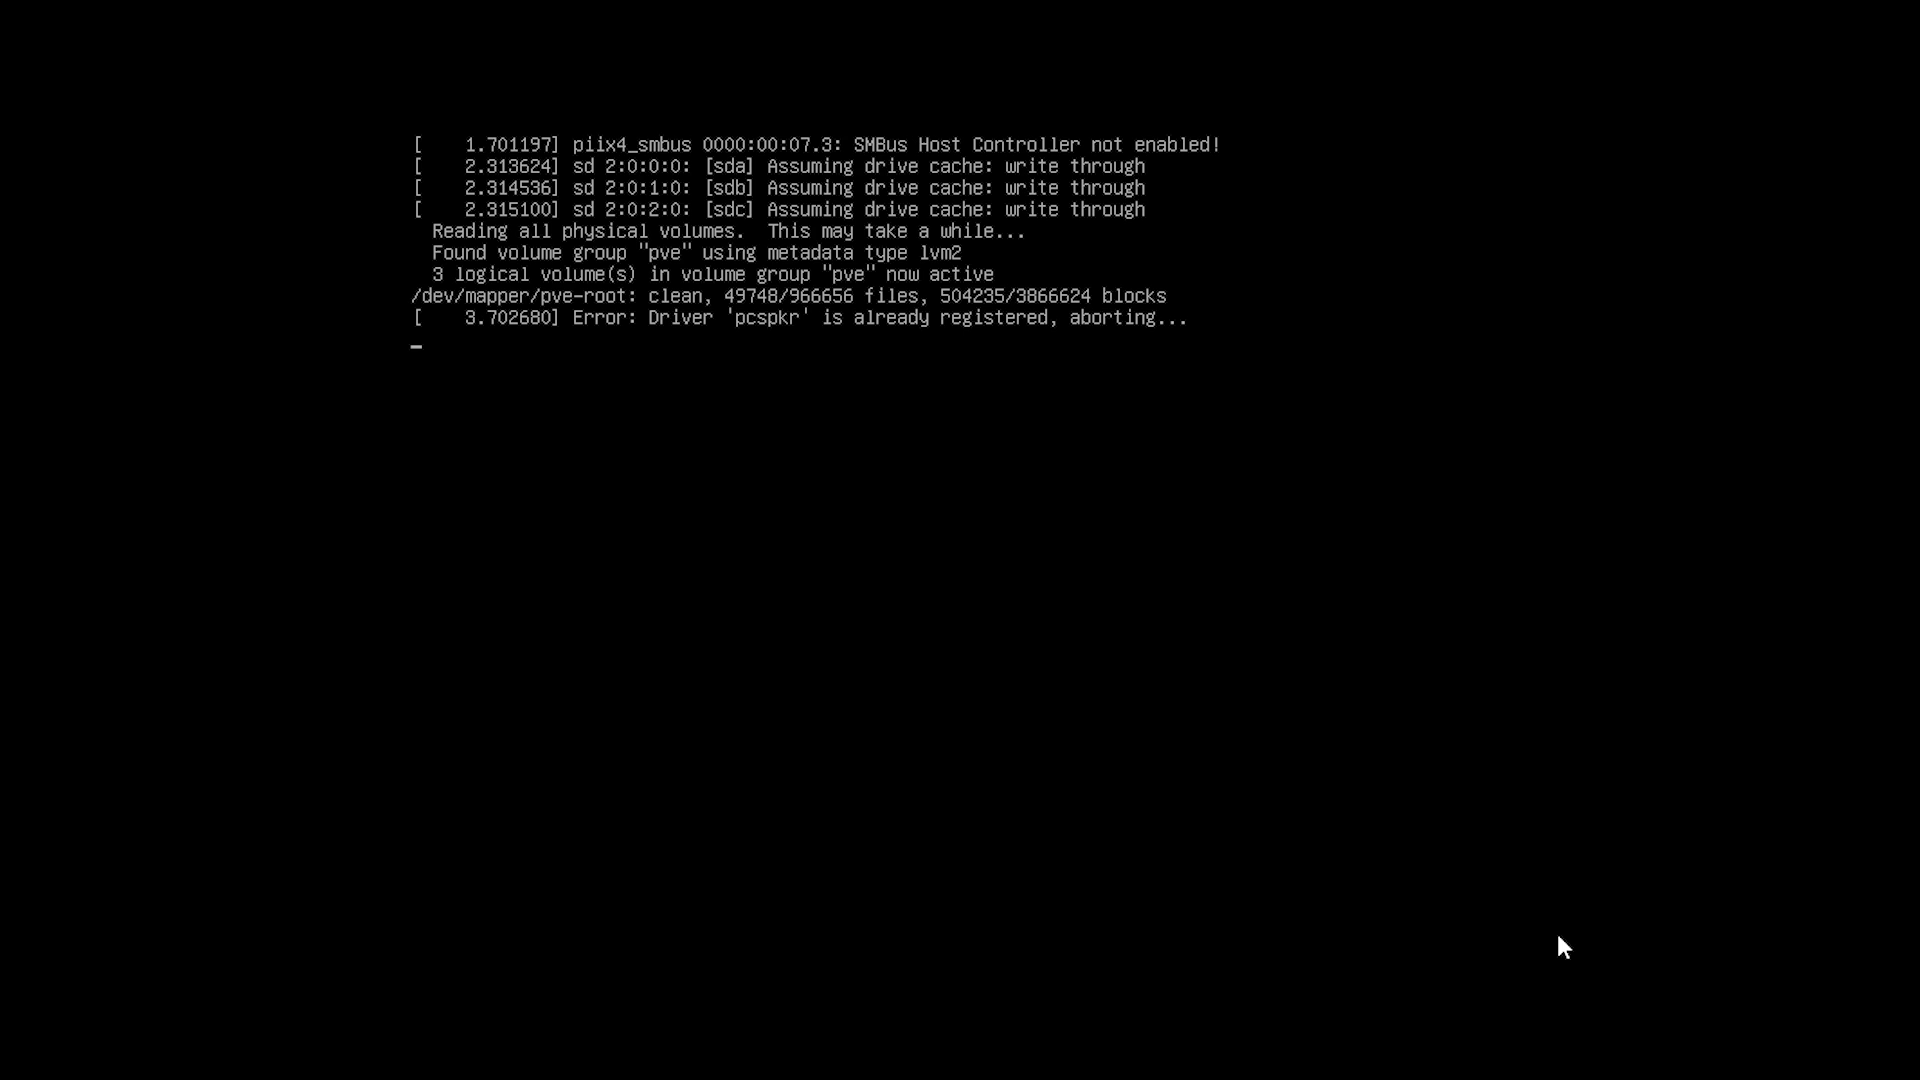 [    1.701197] piix4_smbus 0000:00:07.3: SMBus Host Controller not enabled!
[    2.313624] sd 2:0:0:0: [sda] Assuming drive cache: write through
[    2.314536] sd 2:0:1:0: [sdb] Assuming drive cache: write through
[    2.315100] sd 2:0:2:0: [sdc] Assuming drive cache: write through
  Reading all physical volumes.  This may take a while...
  Found volume group "pve" using metadata type lvm2
  3 logical volume(s) in volume group "pve" now active
/dev/mapper/pve-root: clean, 49748/966656 files, 504235/3866624 blocks
[    3.702680] Error: Driver 'pcspkr' is already registered, aborting...